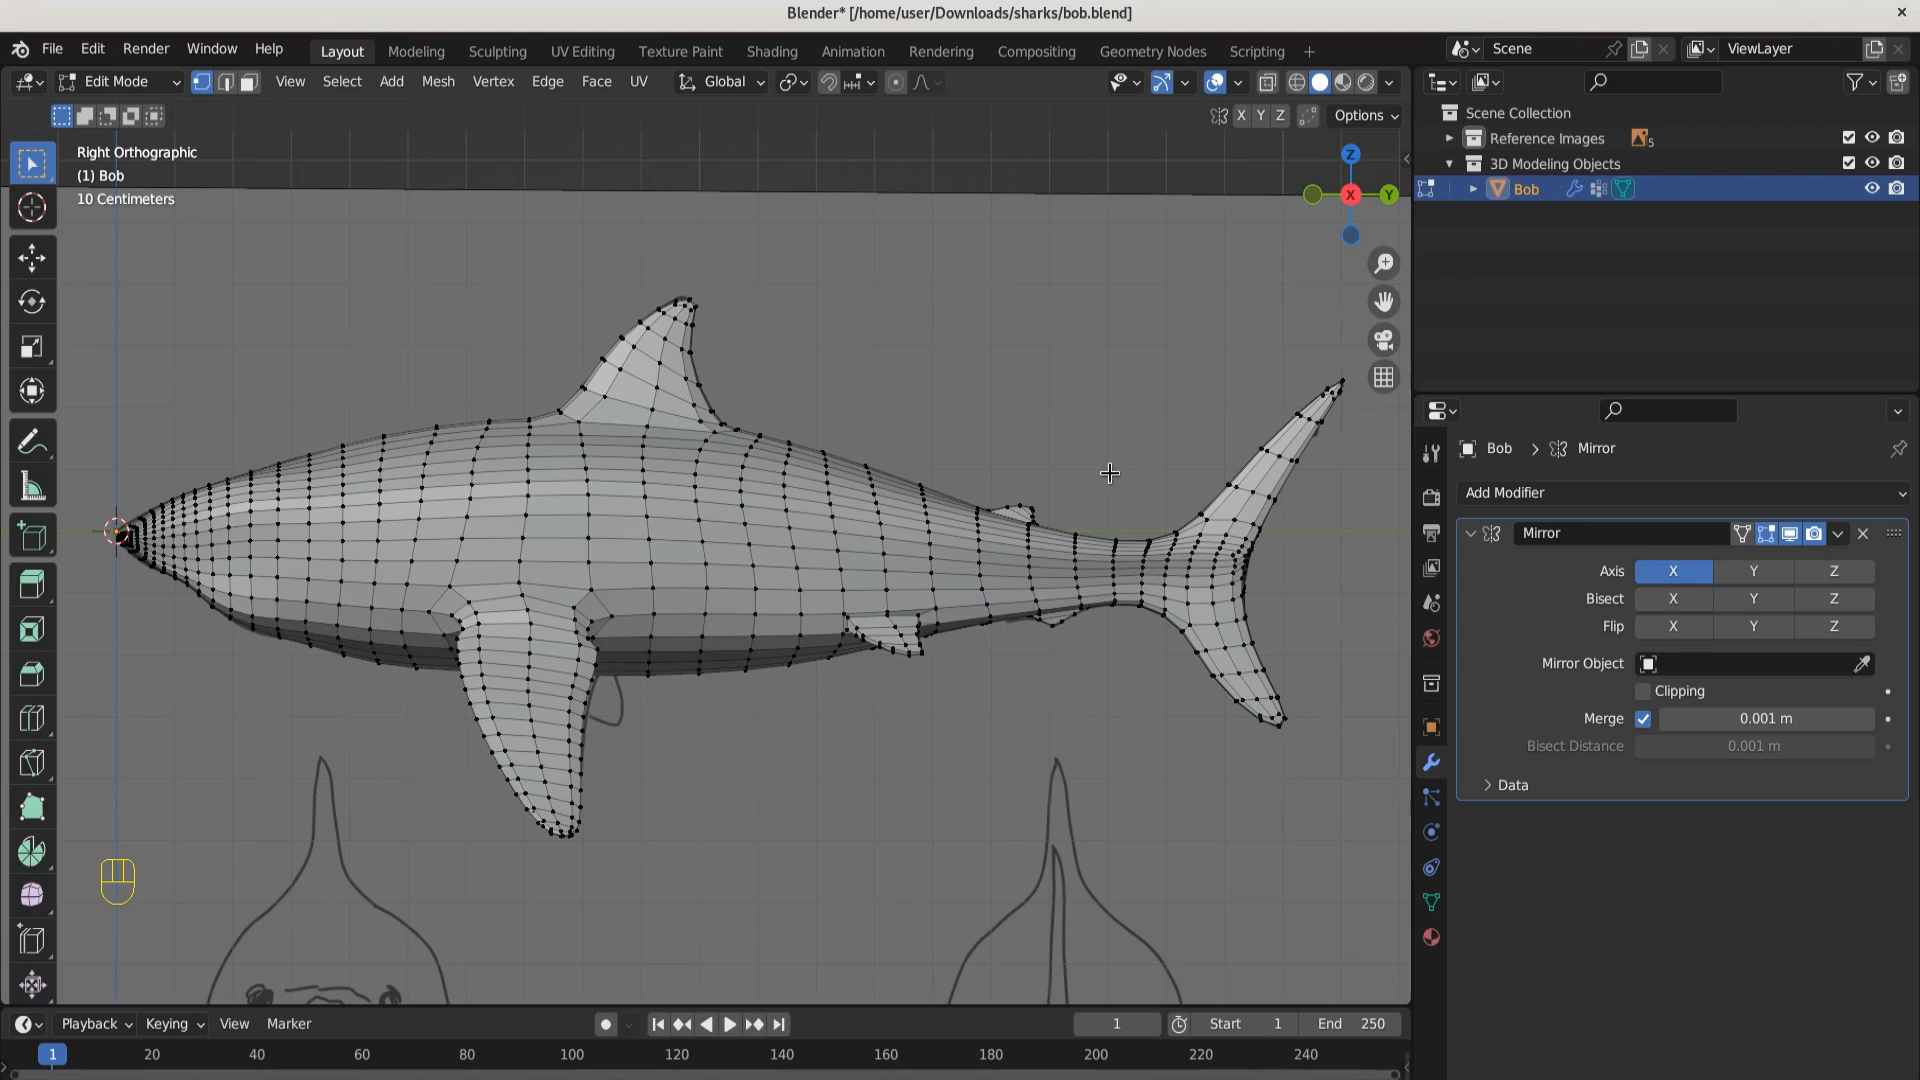 Blender* [/home/user/Downloads/sharks/bob.blend]
File Edit Render Window Help
Layout Modeling Sculpting UV Editing Texture Paint Shading Animation Rendering Compositing Geometry Nodes Scripting
Scene
ViewLayer
Edit Mode
View Select Add Mesh Vertex Edge Face UV
Global
X Y Z
Options
Right Orthographic
(1) Bob
10 Centimeters
Z
X
Y
Scene Collection
Reference Images 5
3D Modeling Objects
Bob
Bob > Mirror
Add Modifier
Mirror
Axis X Y Z
Bisect X Y Z
Flip X Y Z
Mirror Object
Clipping
Merge 0.001 m
Bisect Distance 0.001 m
Data
Playback Keying View Marker
1
Start 1
End 250
1 20 40 60 80 100 120 140 160 180 200 220 240